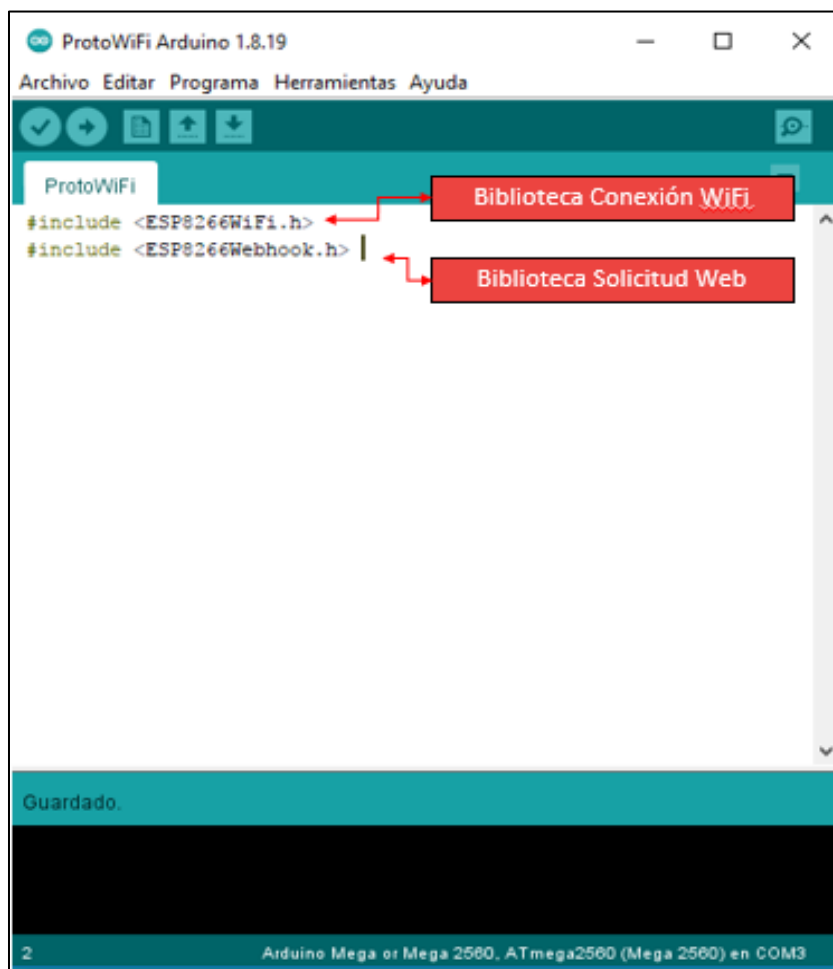 ProtoWiFi Arduino 1.8.19
Archivo Editar Programa Herramientas Ayuda
ProtoWiFi
Biblioteca Conexión WiFi
#include <ESP8266WiFi.h>
#include <ESP8266Webhook.h>
Biblioteca Solicitud Web
Guardado.
2 Arduino Mega or Mega 2560, ATmega2560 (Mega 2560) en COM3